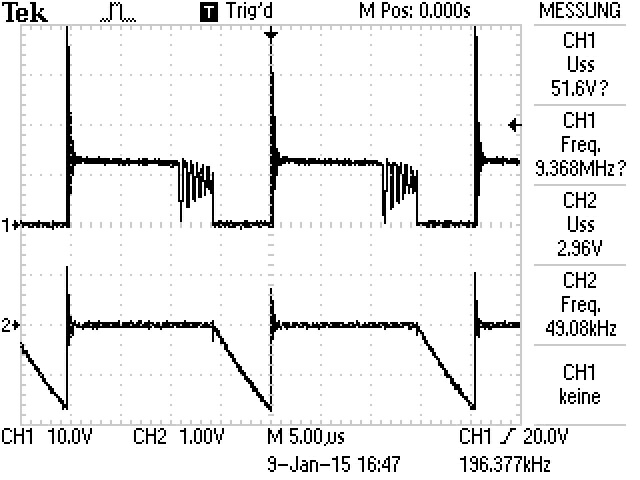 Tek
T Trig'd
M Pos: 0.000s
MESSUNG
CH1
Uss
51.6V?
CH1
Freq.
9.368MHz?
CH2
Uss
2.96V
CH2
Freq.
49.08kHz
CH1
keine
1
2
CH1 10.0V
CH2 1.00V
M 5.00µs
CH1 20.0V
9-Jan-15 16:47
196.377kHz